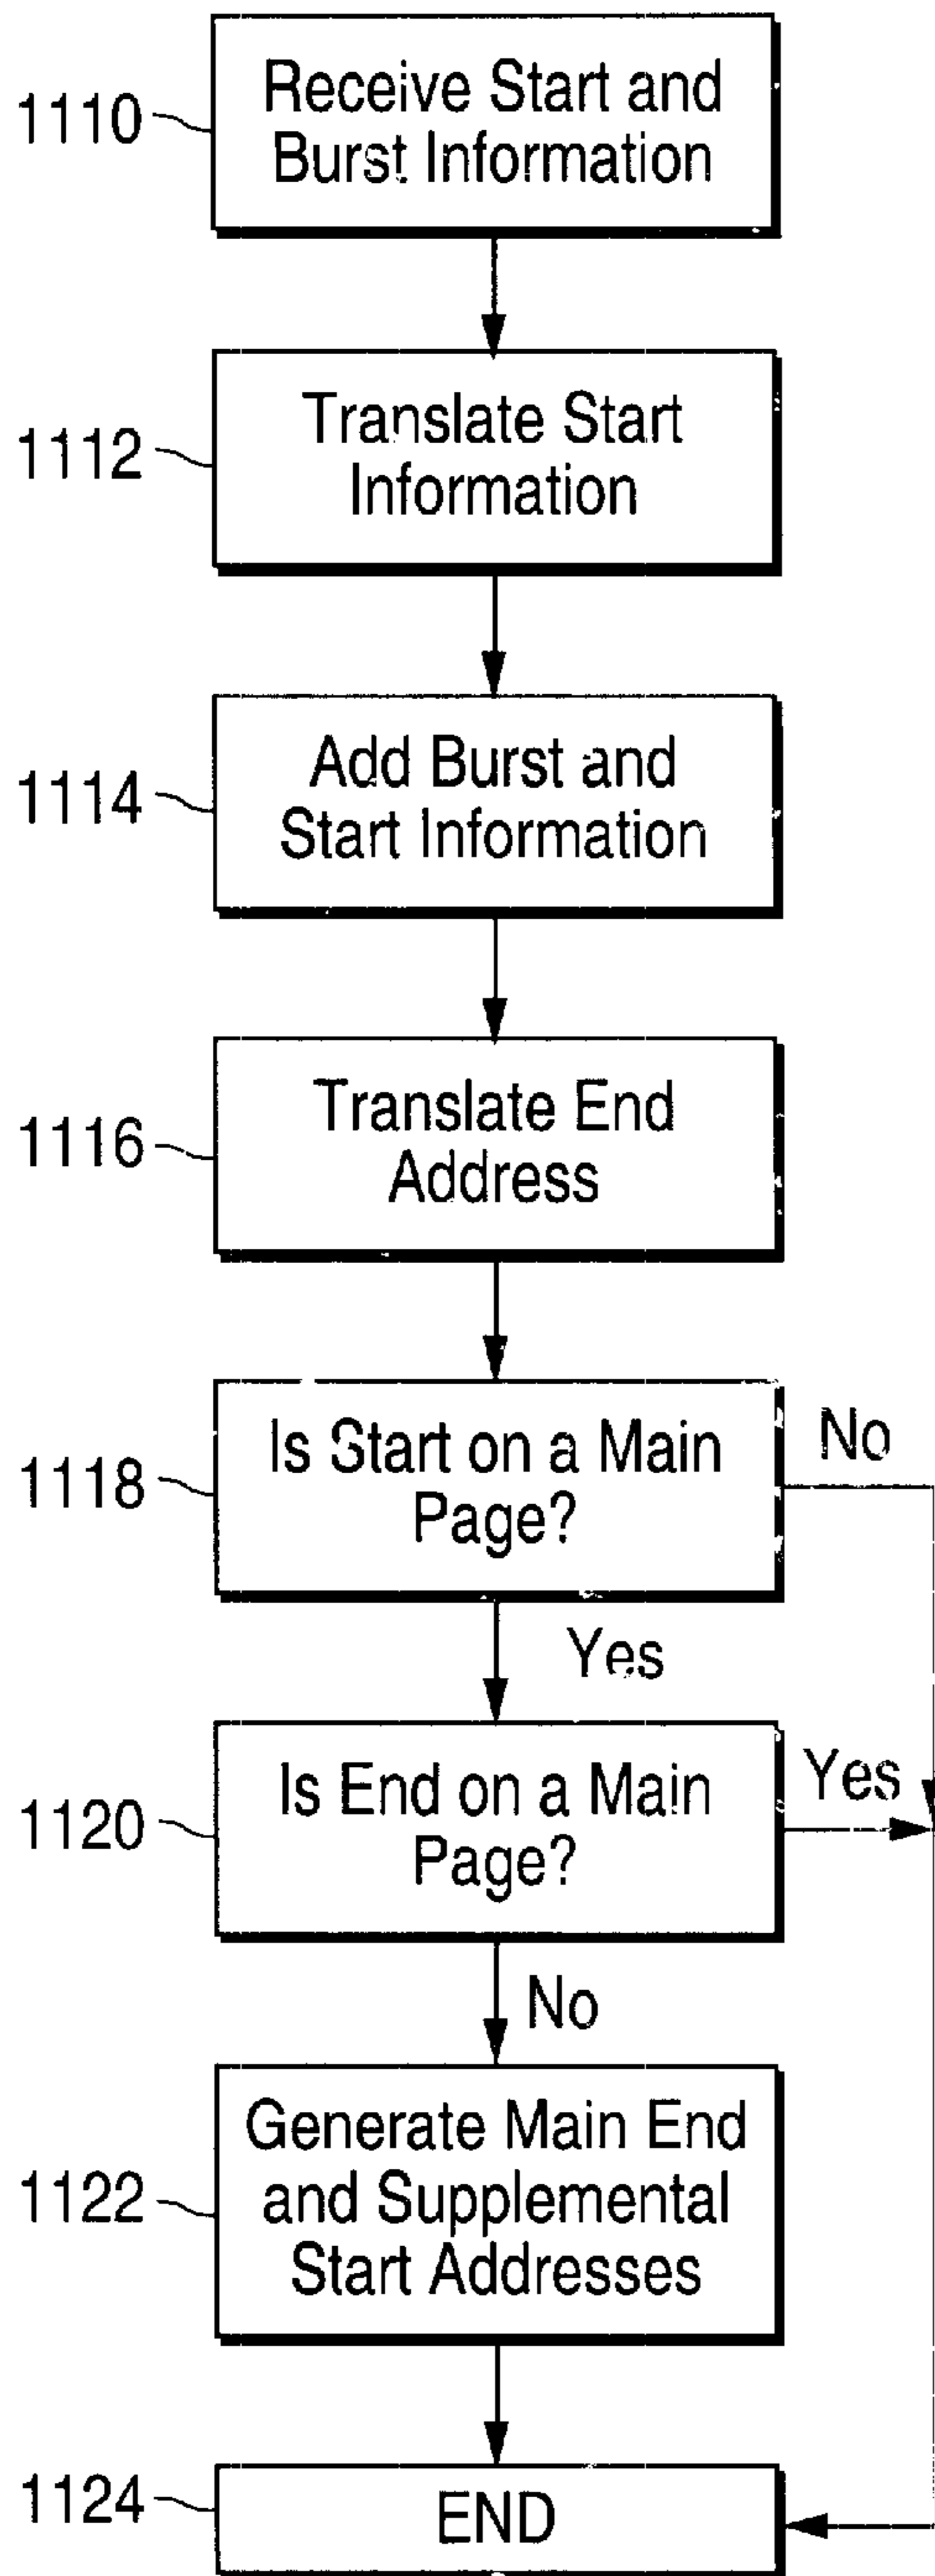 1110
Receive Start and
Burst Information
1112
Translate Start
Information
1114
Add Burst and
Start Information
1116
Translate End
Address
1118
Is Start on a Main
Page?
No
Yes
1120
Is End on a Main
Page?
Yes
No
1122
Generate Main End
and Supplemental
Start Addresses
1124
END